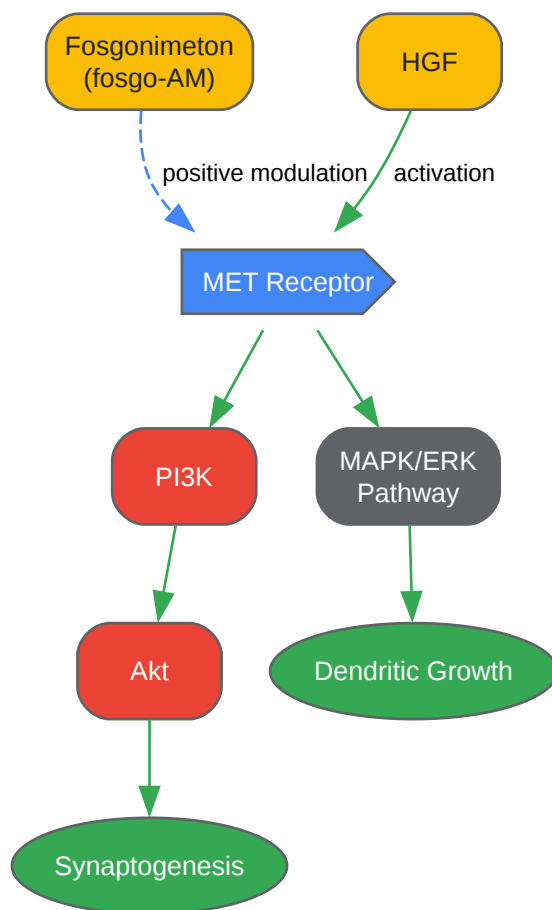 Fosgonimeton
(fosgo-AM)
HGF
positive modulation
activation
MET Receptor
PI3K
MAPK/ERK
Pathway
Akt
Dendritic Growth
Synaptogenesis